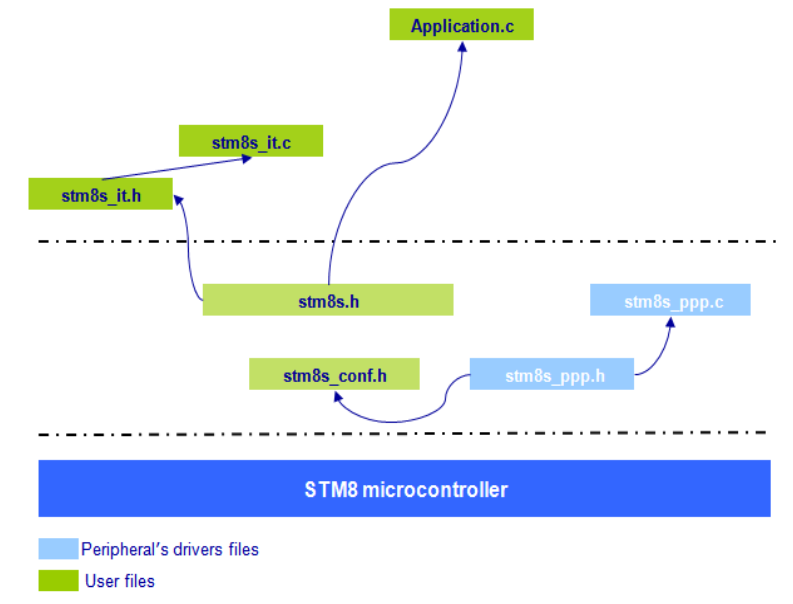 Application.c
stm8s_it.c
stm8s_it.h
stm8s.h
stm8s_ppp.c
stm8s_conf.h
stm8s_ppp.h
STM8 microcontroller
Peripheral's drivers files
User files